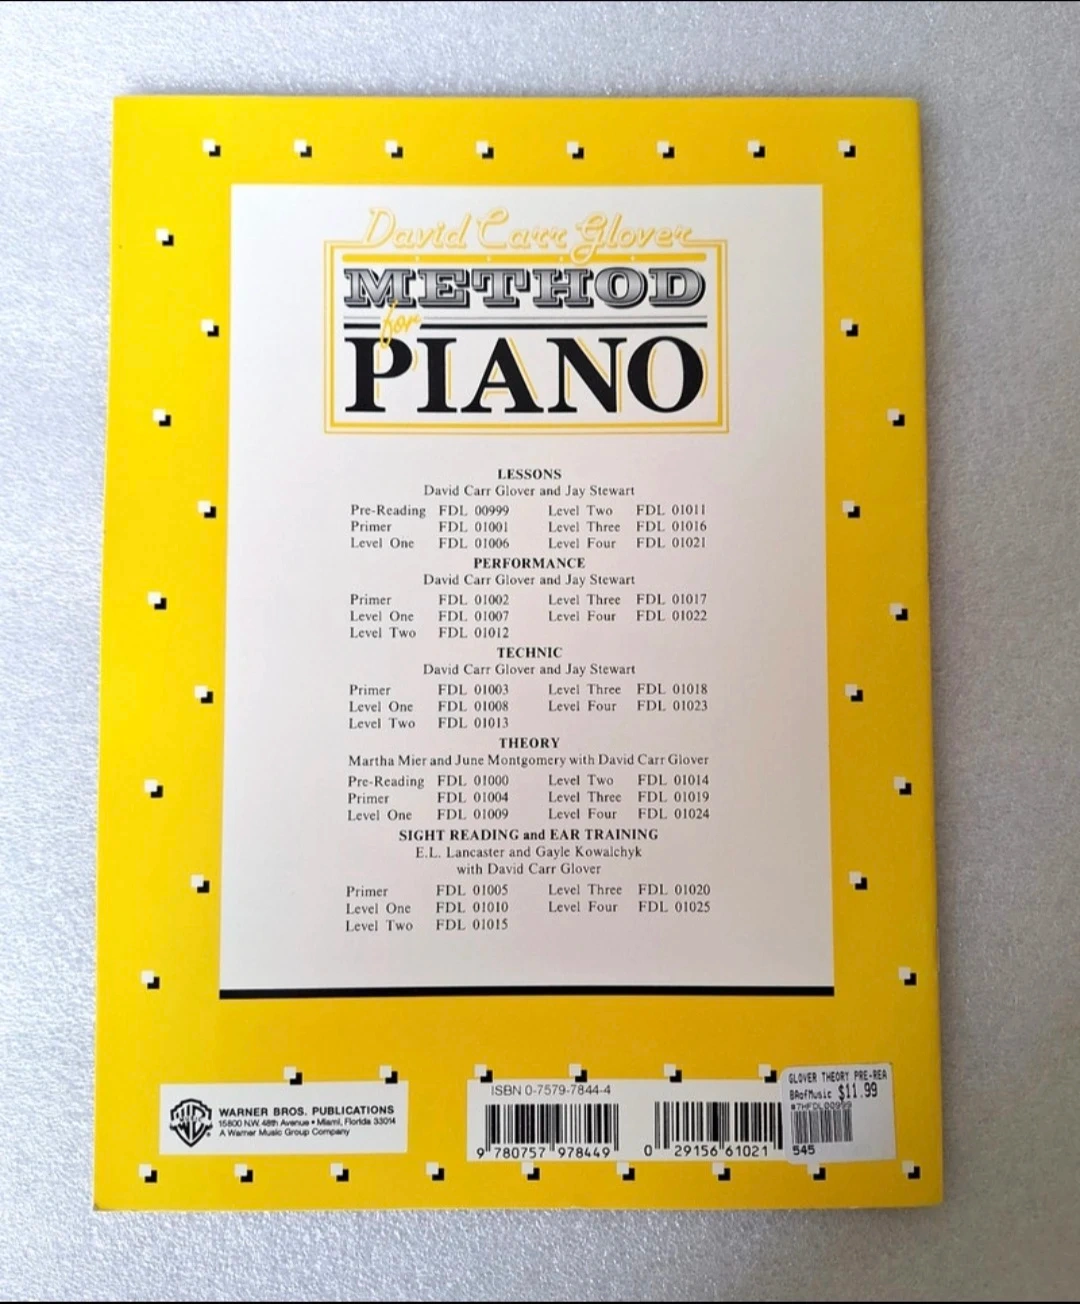 David Carr Glover
METHOD
for
PIANO
LESSONS
David Carr Glover and Jay Stewart
Pre-Reading FDL 00999 Level Two FDL 01011
Primer FDL 01001 Level Three FDL 01016
Level One FDL 01006 Level Four FDL 01021
PERFORMANCE
David Carr Glover and Jay Stewart
Primer FDL 01002 Level Three FDL 01017
Level One FDL 01007 Level Four FDL 01022
Level Two FDL 01012
TECHNIC
David Carr Glover and Jay Stewart
Primer FDL 01003 Level Three FDL 01018
Level One FDL 01008 Level Four FDL 01023
Level Two FDL 01013
THEORY
Martha Mier and June Montgomery with David Carr Glover
Pre-Reading FDL 01000 Level Two FDL 01014
Primer FDL 01004 Level Three FDL 01019
Level One FDL 01009 Level Four FDL 01024
SIGHT READING and EAR TRAINING
E.L. Lancaster and Gayle Kowalchyk
with David Carr Glover
Primer FDL 01005 Level Three FDL 01020
Level One FDL 01010 Level Four FDL 01025
Level Two FDL 01015
WARNER BROS. PUBLICATIONS
15800 N.W. 48th Avenue • Miami, Florida 33014
A Warner Music Group Company
ISBN 0-7579-7844-4
9 780757 978449
0 29156 61021
GLOVER THEORY PRE-REA
BAofMusic $11.99
#7HFDL00999
545